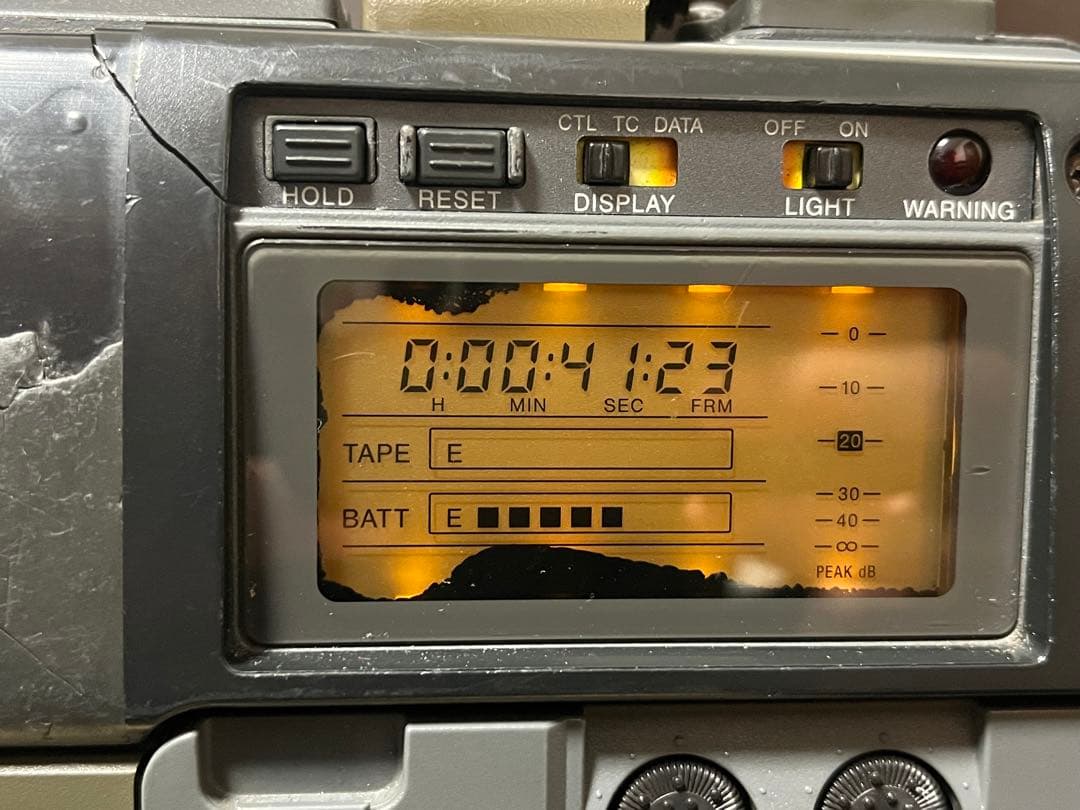 CTL TC DATA
OFF ON
HOLD
RESET
DISPLAY
LIGHT
WARNING
0:00:41:23
H MIN SEC FRM
TAPE E
BATT E
0
10
20
30
40
∞
PEAK dB